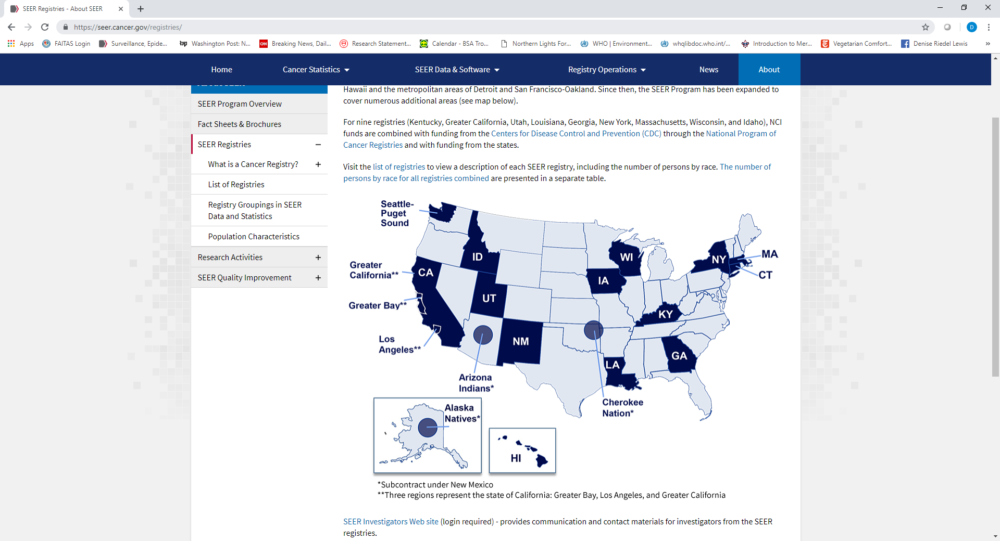 SEER Registries - About SEER
https://seer.cancer.gov/registries/
D
Apps
FAITAS Login
Surveillance, Epide...
wp
Washington Post: N...
CNN
Breaking News, Dail...
Research Statement...
Calendar - BSA Tro...
Northern Lights For...
WHO | Environment...
whqlibdoc.who.int/...
Introduction to Mer...
Vegetarian Comfort...
Denise Riedel Lewis
»
Home
Cancer Statistics
SEER Data & Software
Registry Operations
News
About
SEER Program Overview
Fact Sheets & Brochures
SEER Registries
What is a Cancer Registry?
List of Registries
Registry Groupings in SEER
Data and Statistics
Population Characteristics
Research Activities
SEER Quality Improvement
Hawaii and the metropolitan areas of Detroit and San Francisco-Oakland. Since then, the SEER Program has been expanded to
cover numerous additional areas (see map below).
For nine registries (Kentucky, Greater California, Utah, Louisiana, Georgia, New York, Massachusetts, Wisconsin, and Idaho), NCI
funds are combined with funding from the Centers for Disease Control and Prevention (CDC) through the National Program of
Cancer Registries and with funding from the states.
Visit the list of registries to view a description of each SEER registry, including the number of persons by race. The number of
persons by race for all registries combined are presented in a separate table.
Seattle-
Puget
Sound
ID
WI
NY
MA
Greater
California**
CA
CT
IA
UT
Greater Bay**
KY
Los
Angeles**
NM
GA
LA
Arizona
Indians*
Cherokee
Nation*
Alaska
Natives*
HI
*Subcontract under New Mexico
**Three regions represent the state of California: Greater Bay, Los Angeles, and Greater California
SEER Investigators Web site (login required) - provides communication and contact materials for investigators from the SEER
registries.